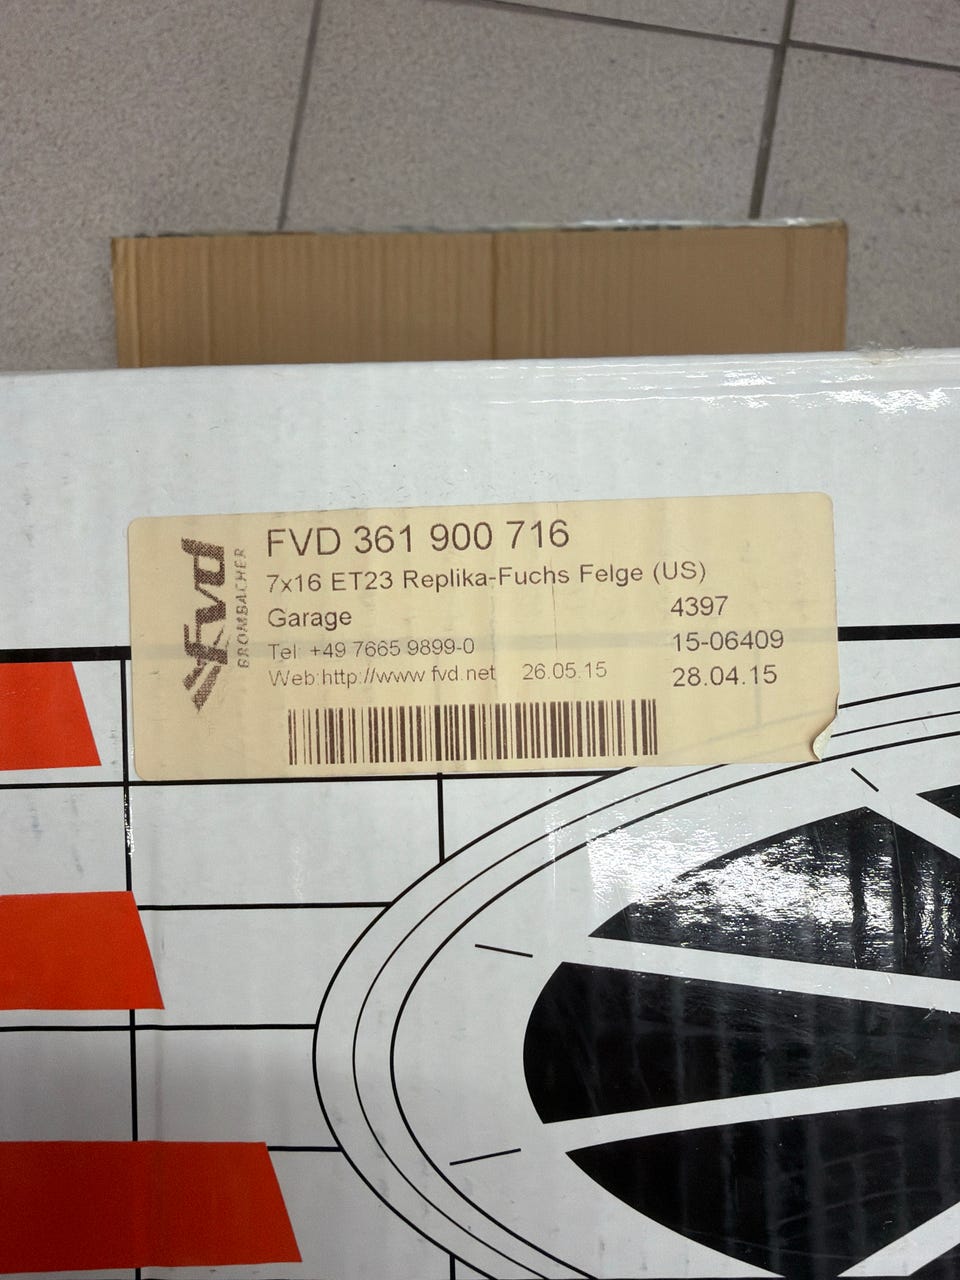 fvd
BROMBACHER
FVD 361 900 716
7x16 ET23 Replika-Fuchs Felge (US)
Garage 4397
Tel: +49 7665 9899-0 15-06409
Web:http://www.fvd.net 26.05.15 28.04.15